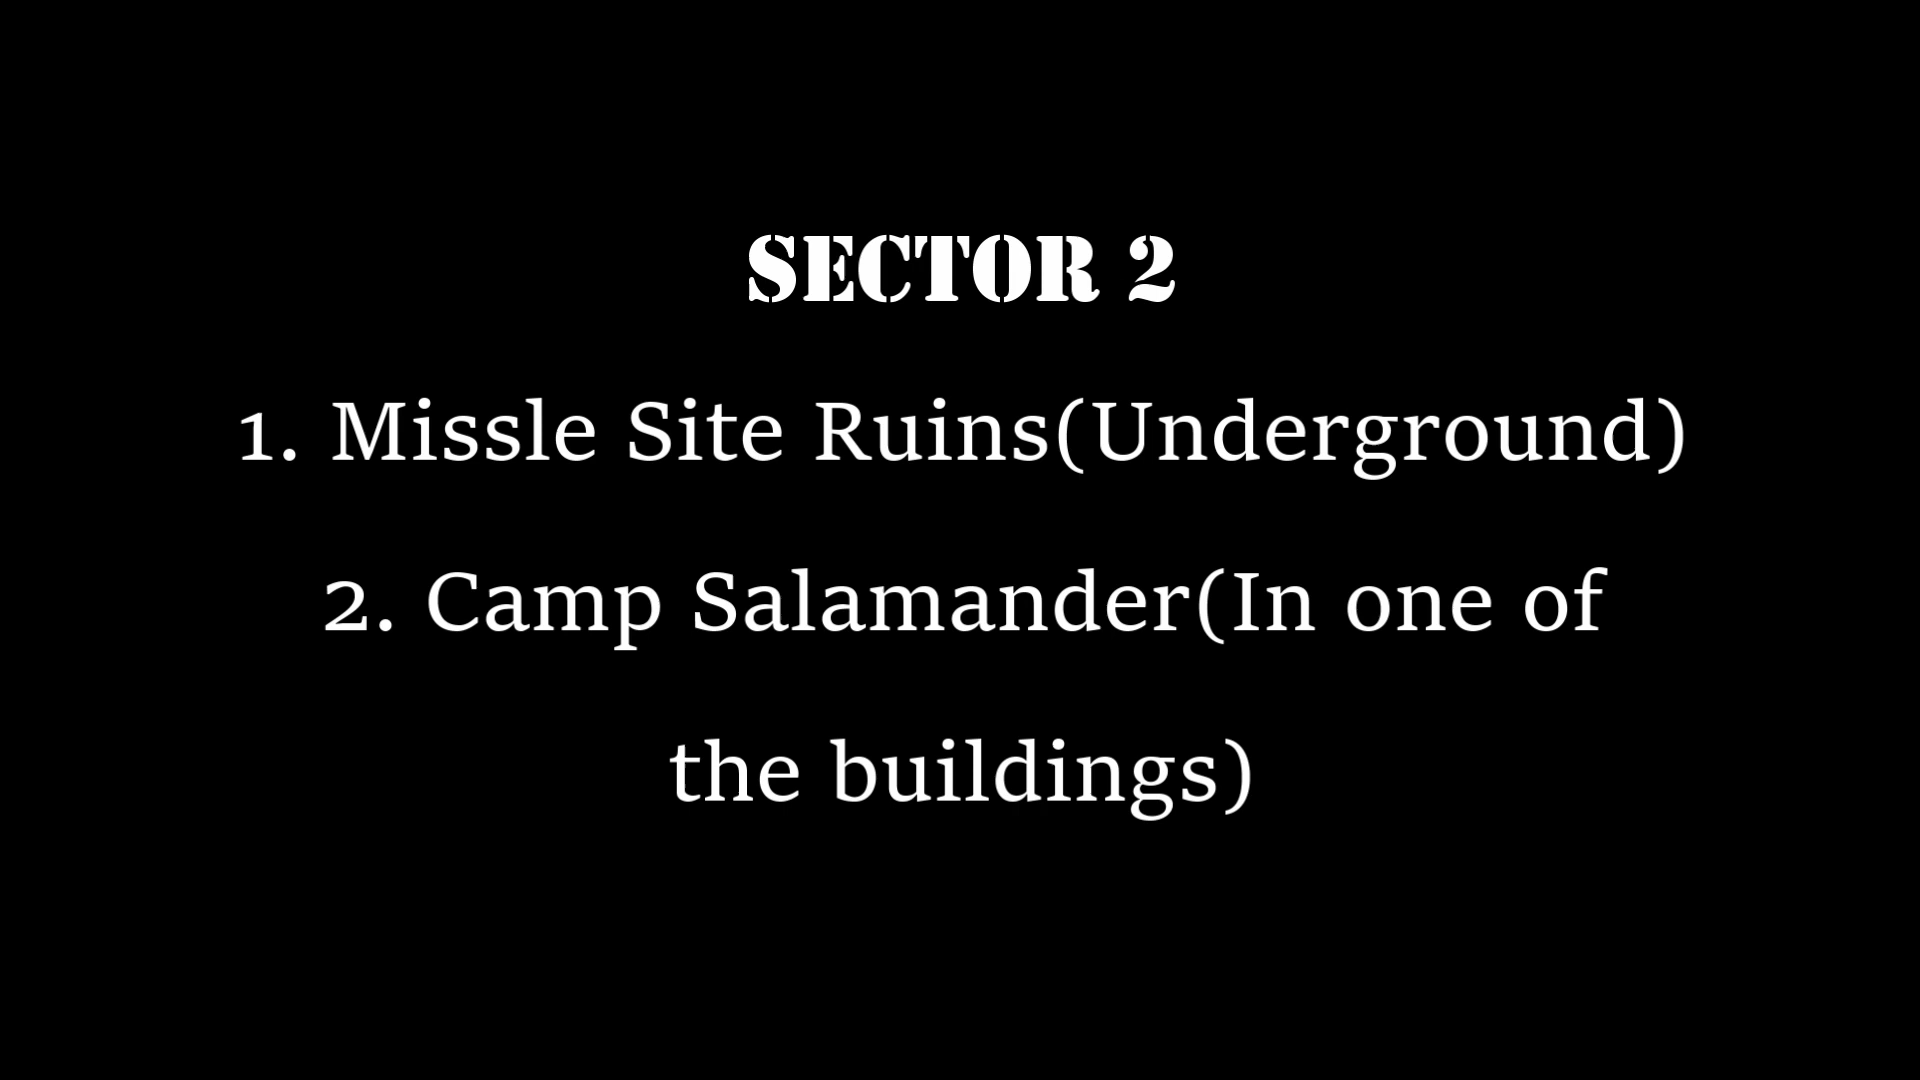 SECTOR 2
1. Missle Site Ruins(Underground)
2. Camp Salamander(In one of
the buildings)